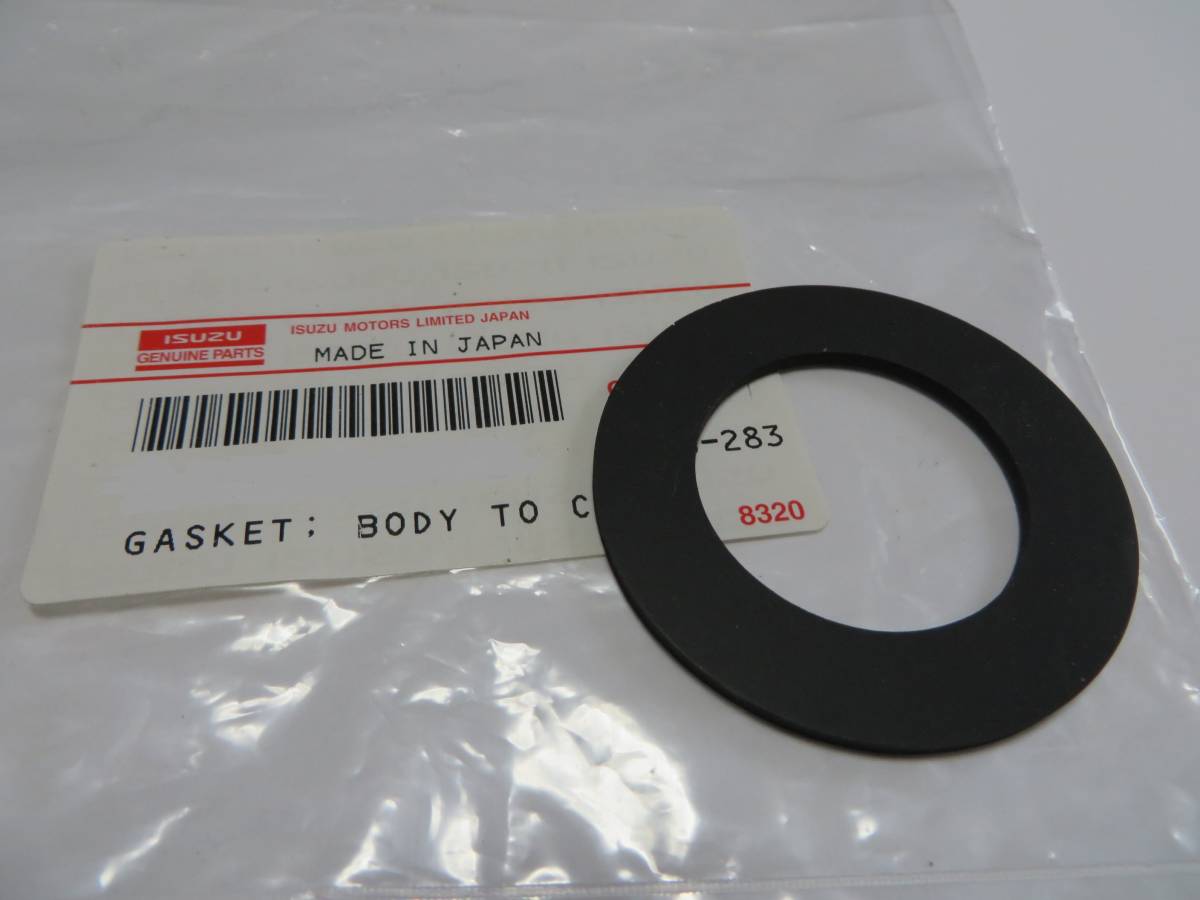 ISUZU
GENUINE PARTS
ISUZU MOTORS LIMITED JAPAN
MADE IN JAPAN
-283
GASKET; BODY TO C
8320